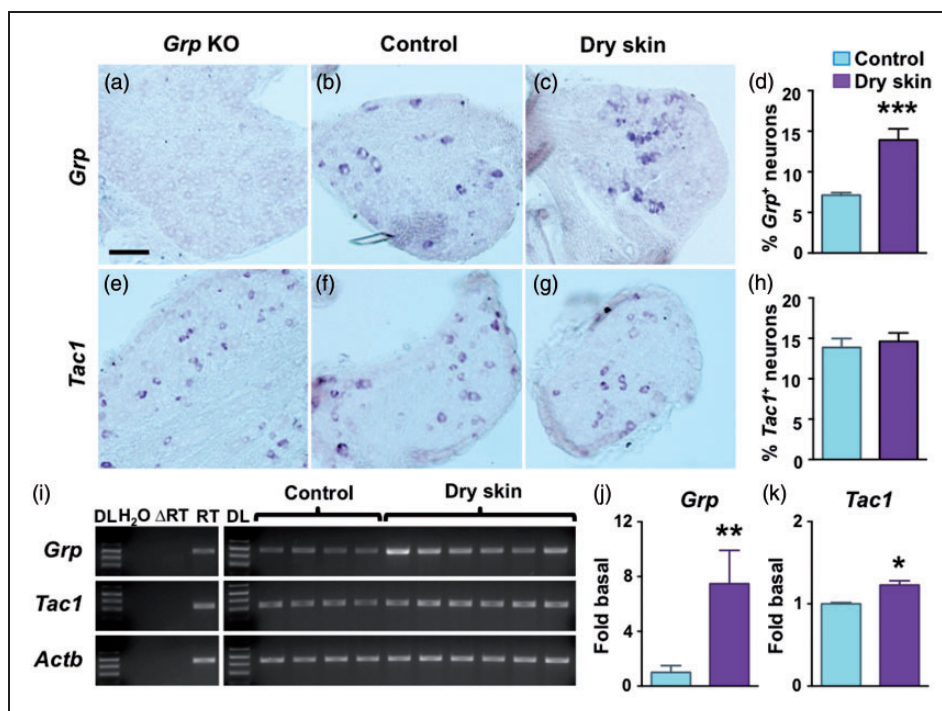 Grp KO
Control
Dry skin
(a)
(b)
(c)
Grp
Control
Dry skin
(d)
20
15
10
5
0
% Grp⁺ neurons
***
(e)
(f)
(g)
Tac1
(h)
20
15
10
5
0
% Tac1⁺ neurons
(i)
Control
Dry skin
DL H₂O ΔRT RT DL
Grp
Tac1
Actb
(j)
Grp
12
8
4
0
Fold basal
**
(k)
Tac1
2
1
0
Fold basal
*